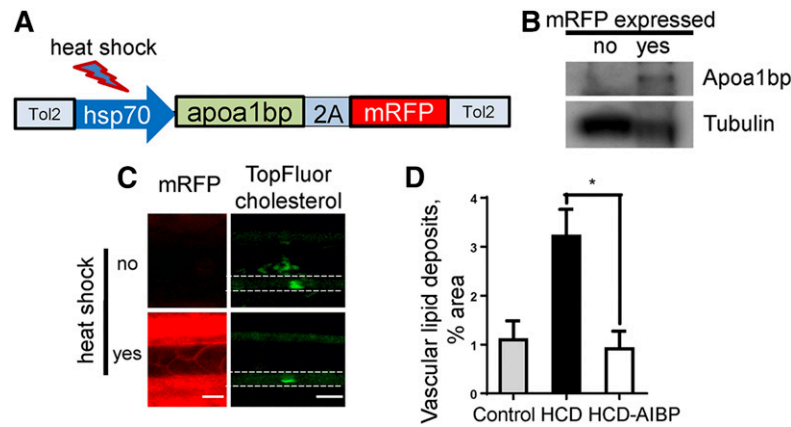 A
heat shock
Tol2 hsp70 apoa1bp 2A mRFP Tol2
B
mRFP expressed
no yes
Apoa1bp
Tubulin
C
mRFP TopFluor
cholesterol
no
yes
heat shock
D
*
Vascular lipid deposits,
% area
4
3
2
1
0
Control HCD HCD-AIBP